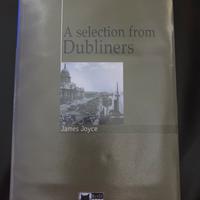 A selection from
Dubliners
James Joyce